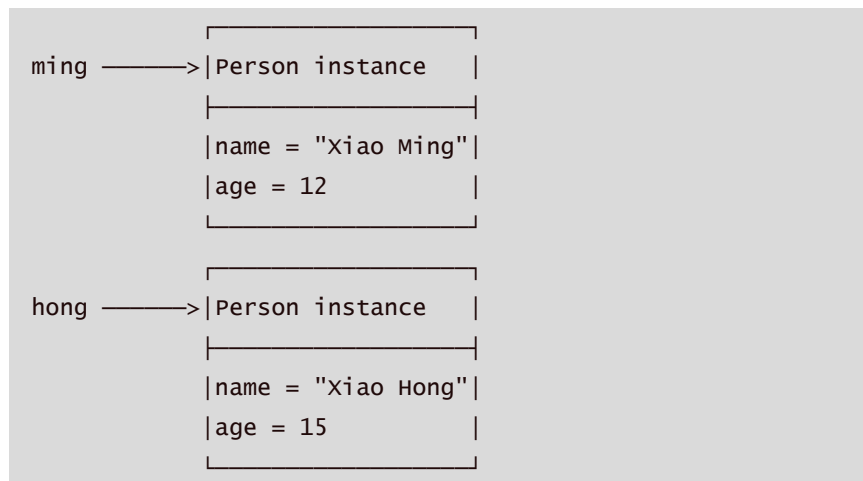 ming ──────>|Person instance |
|name = "Xiao Ming"|
|age = 12 |
hong ──────>|Person instance |
|name = "Xiao Hong"|
|age = 15 |